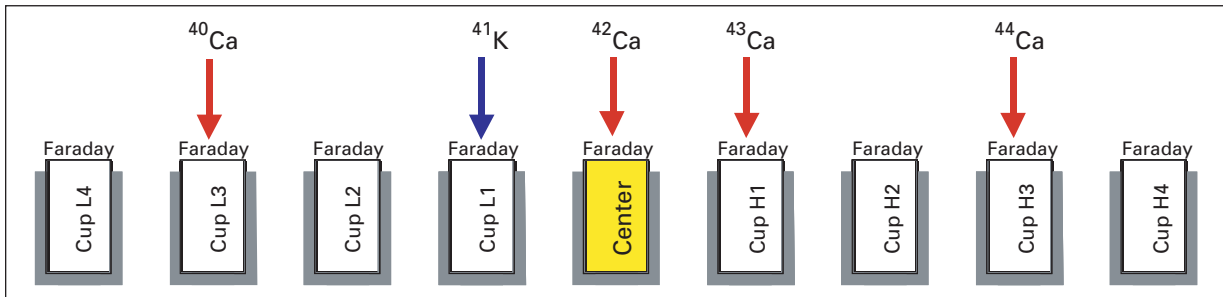 ⁴⁰Ca ⁴¹K ⁴²Ca ⁴³Ca ⁴⁴Ca
Faraday Faraday Faraday Faraday Faraday Faraday Faraday Faraday Faraday
Cup L4 Cup L3 Cup L2 Cup L1 Center Cup H1 Cup H2 Cup H3 Cup H4